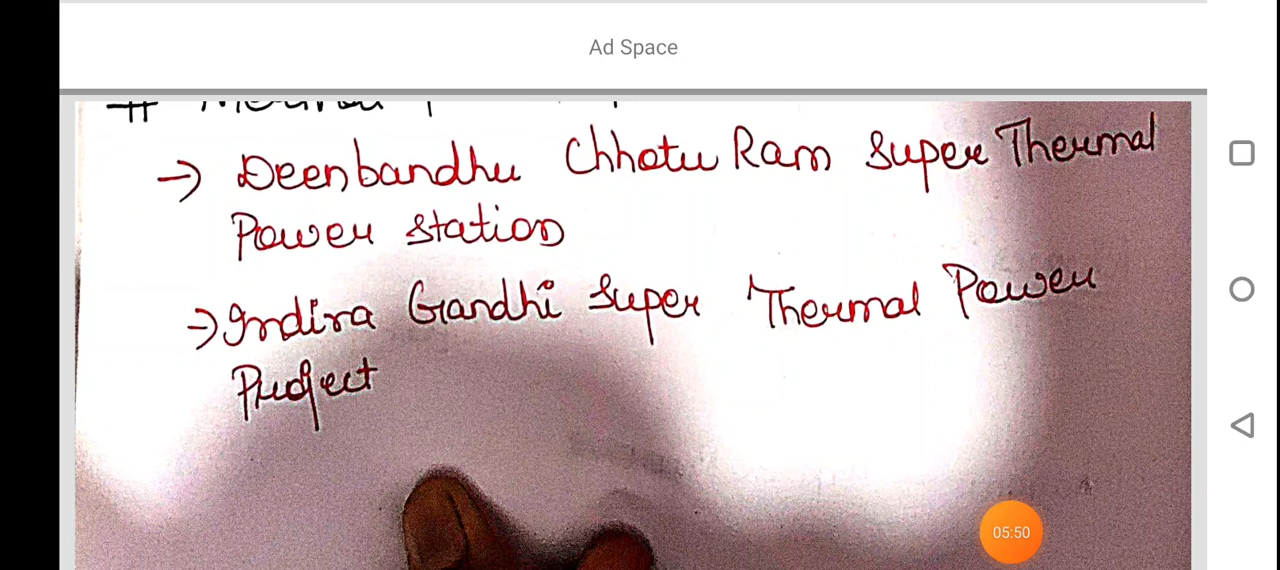 Ad Space
#
→ Deenbandhu Chhotu Ram Super Thermal
Power Station
→ Indira Gandhi Super Thermal Power
Project
05:50